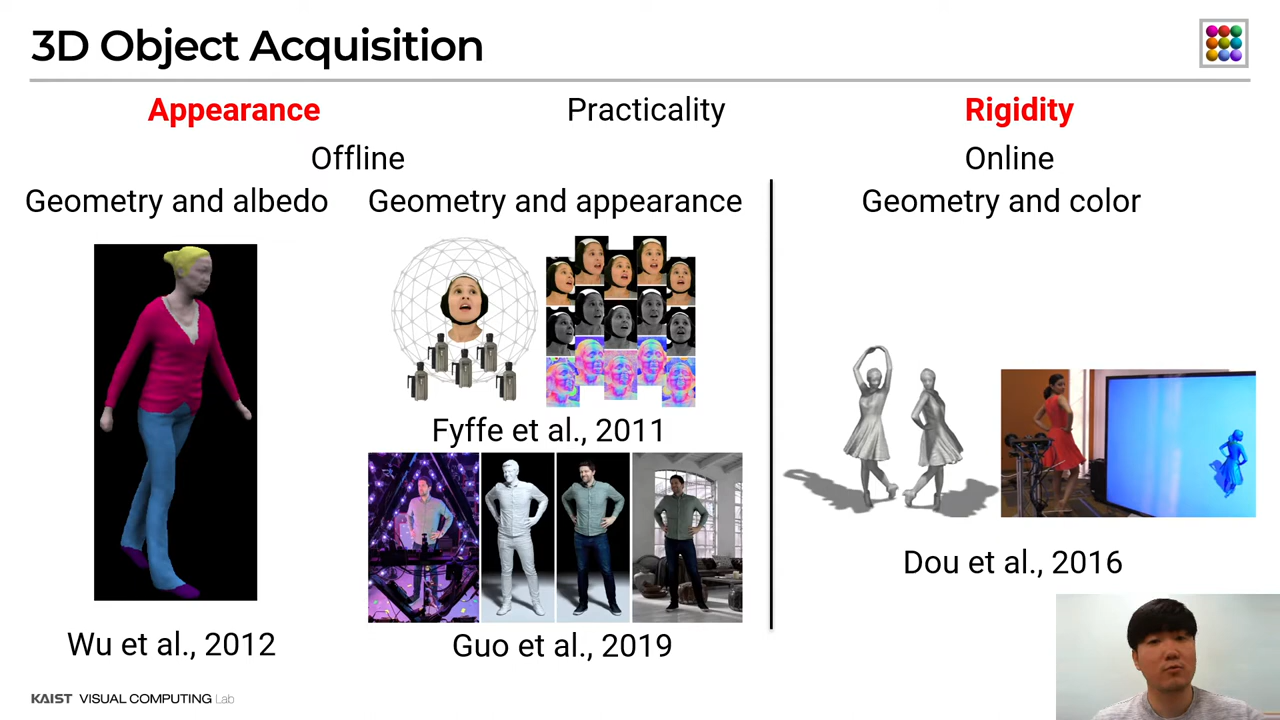 3D Object Acquisition
Appearance
Practicality
Rigidity
Offline
Online
Geometry and albedo
Geometry and appearance
Geometry and color
Fyffe et al., 2011
Dou et al., 2016
Wu et al., 2012
Guo et al., 2019
KAIST VISUAL COMPUTING Lab